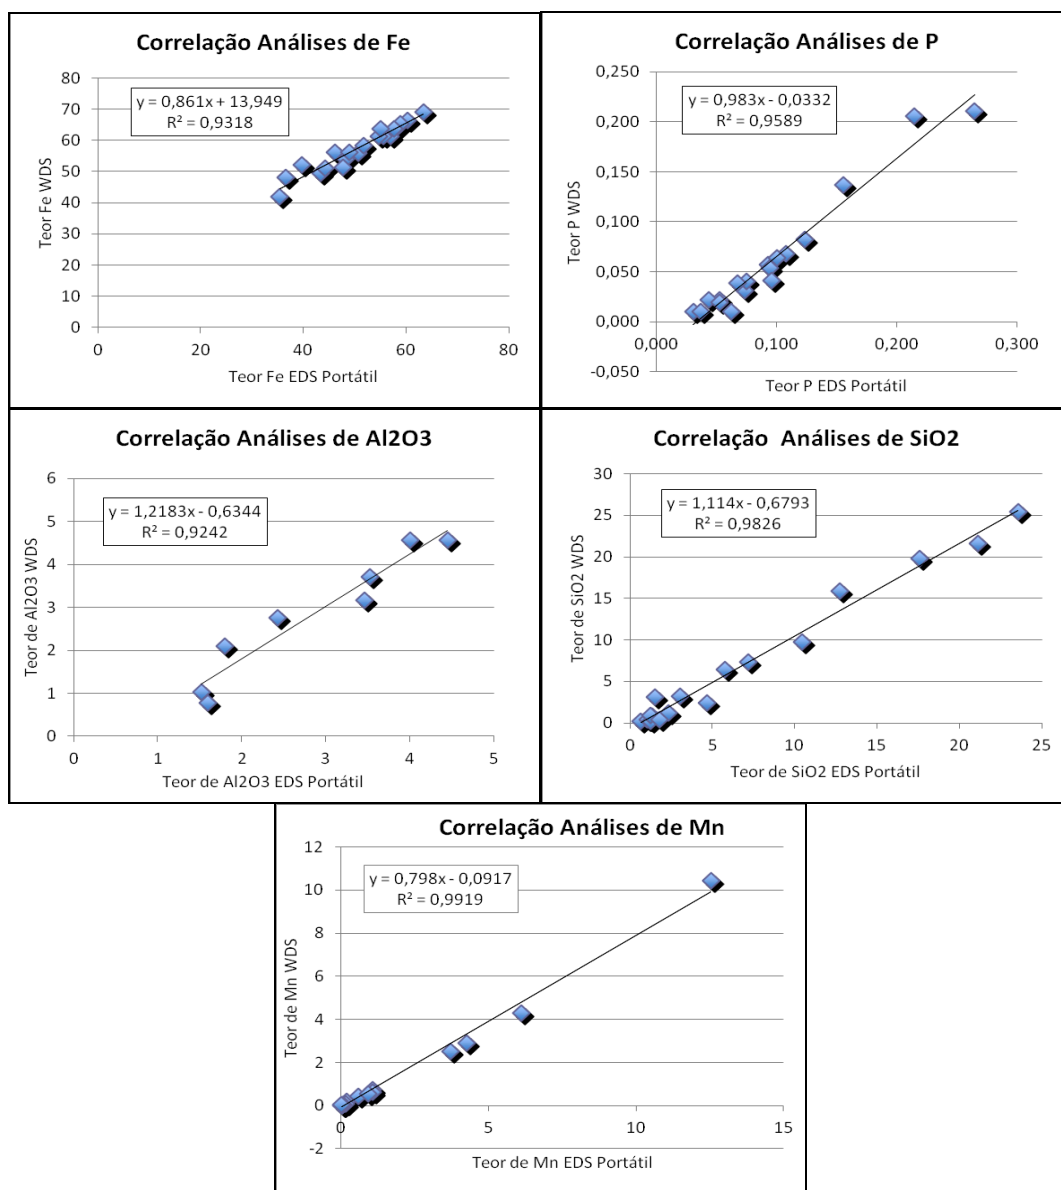 Correlação Análises de Fe
y = 0,861x + 13,949
R² = 0,9318
80
70
60
50
40
30
20
10
0
0 20 40 60 80
Teor Fe WDS
Teor Fe EDS Portátil
Correlação Análises de P
y = 0,983x - 0,0332
R² = 0,9589
0,250
0,200
0,150
0,100
0,050
0,000
-0,050
0,000 0,100 0,200 0,300
Teor P WDS
Teor P EDS Portátil
Correlação Análises de Al2O3
y = 1,2183x - 0,6344
R² = 0,9242
6
5
4
3
2
1
0
0 1 2 3 4 5
Teor de Al2O3 WDS
Teor de Al2O3 EDS Portátil
Correlação Análises de SiO2
y = 1,114x - 0,6793
R² = 0,9826
30
25
20
15
10
5
0
0 5 10 15 20 25
Teor de SiO2 WDS
Teor de SiO2 EDS Portátil
Correlação Análises de Mn
y = 0,798x - 0,0917
R² = 0,9919
12
10
8
6
4
2
0
-2
0 5 10 15
Teor de Mn WDS
Teor de Mn EDS Portátil